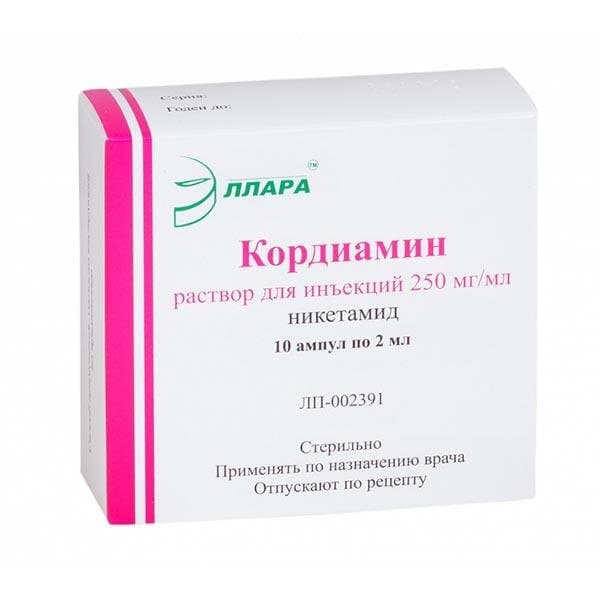 Серия:
Годен до:
ЭЛЛАРА™
Кордиамин
раствор для инъекций 250 мг/мл
никетамид
10 ампул по 2 мл
ЛП-002391
Стерильно
Применять по назначению врача
Отпускают по рецепту